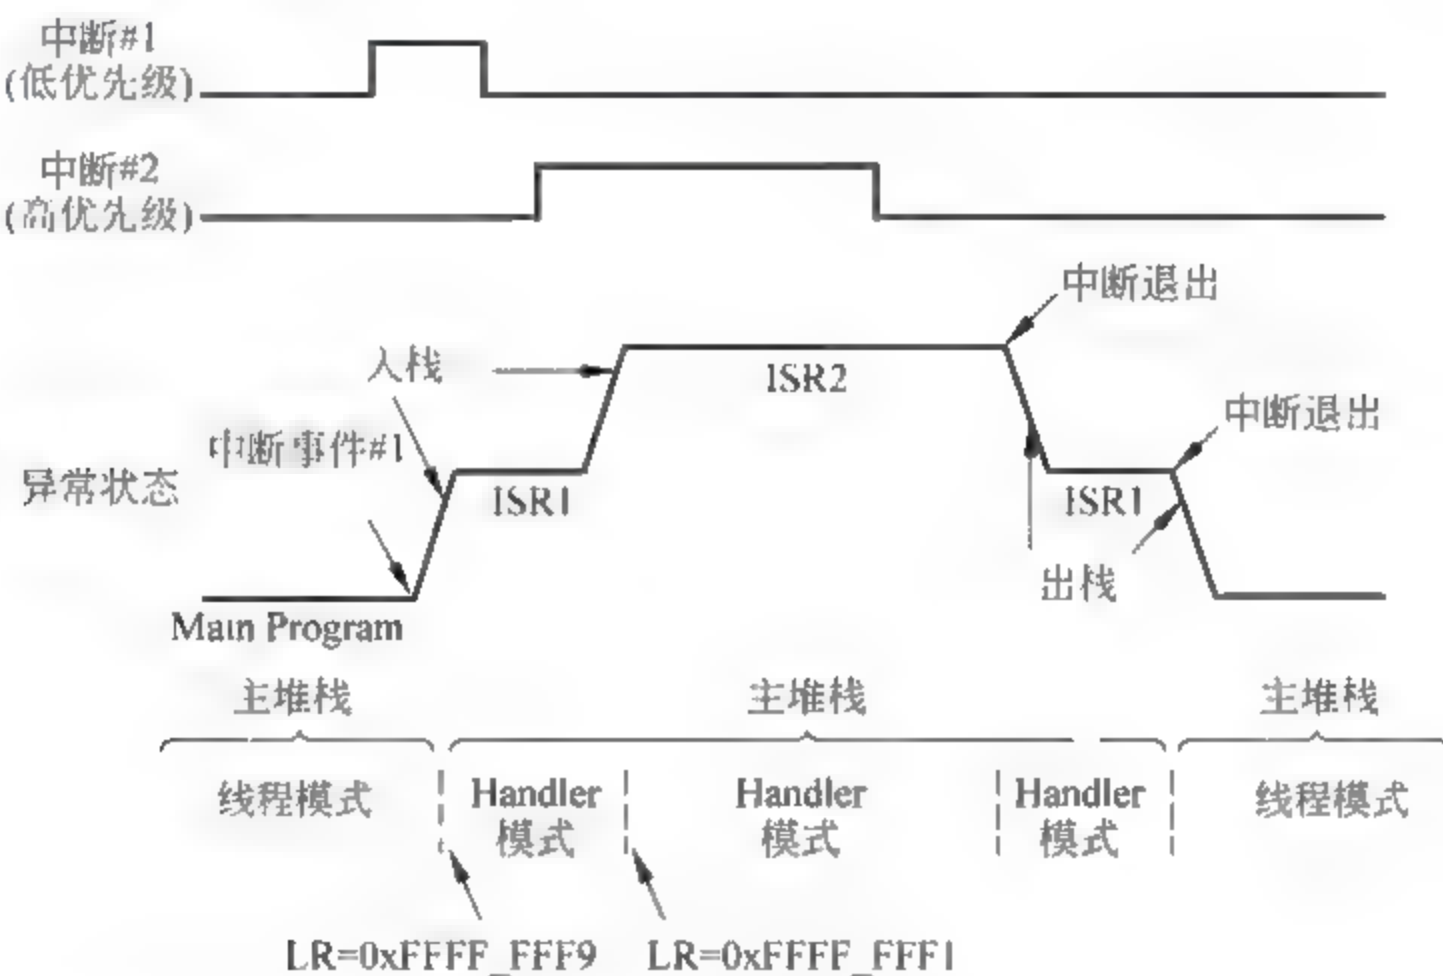 中断#1
(低优先级)
中断#2
(高优先级)
中断退出
入栈
ISR2
中断退出
中断事件#1
异常状态
ISR1
ISR1
出栈
Main Program
主堆栈
主堆栈
主堆栈
线程模式
Handler
模式
Handler
模式
Handler
模式
线程模式
LR=0xFFFF_FFF9
LR=0xFFFF_FFF1